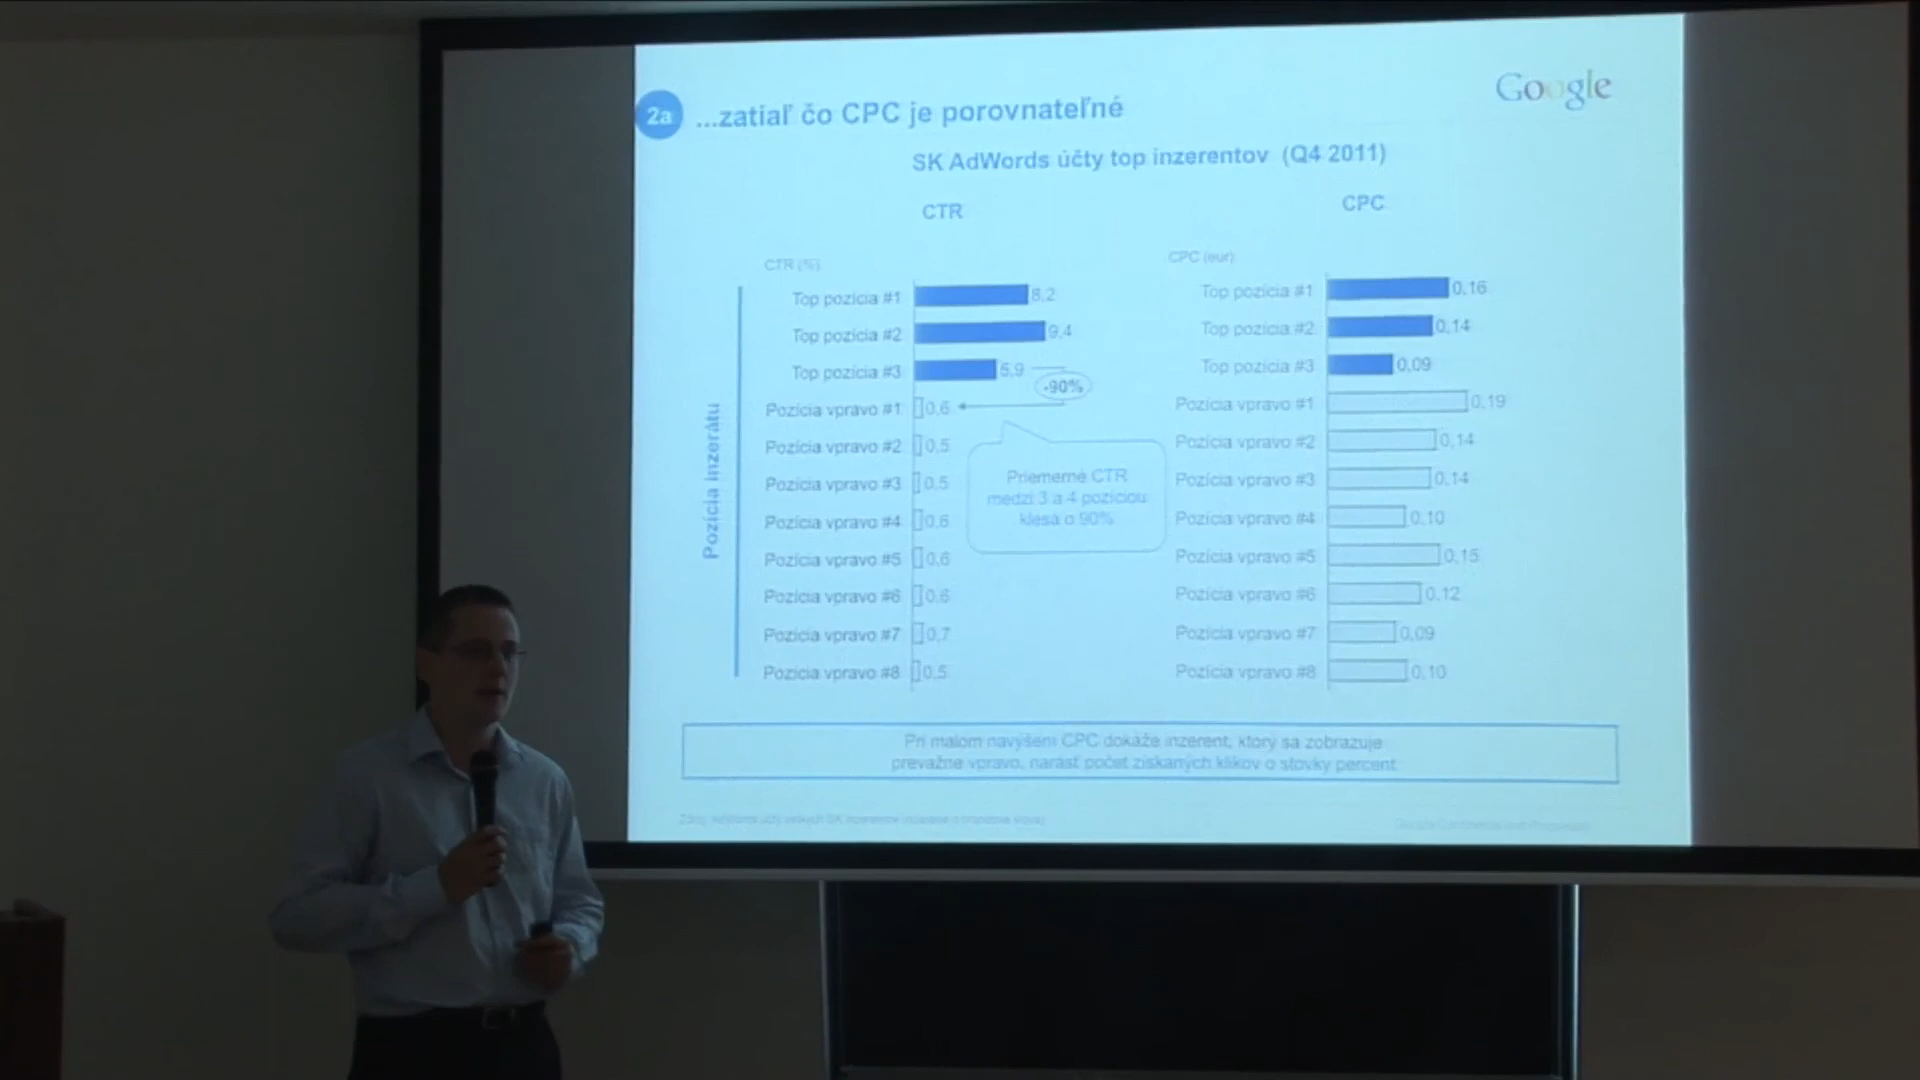 Google
2a ...zatiaľ čo CPC je porovnateľné
SK AdWords účty top inzerentov (Q4 2011)
CTR
CPC
CTR (%)
CPC (eur)
Pozícia inzerátu
Top pozícia #1 8,2
Top pozícia #2 9,4
Top pozícia #3 5,9
-90%
Pozícia vpravo #1 0,6
Pozícia vpravo #2 0,5
Pozícia vpravo #3 0,5
Pozícia vpravo #4 0,6
Pozícia vpravo #5 0,6
Pozícia vpravo #6 0,6
Pozícia vpravo #7 0,7
Pozícia vpravo #8 0,5
Priemerné CTR
medzi 3 a 4 pozíciou
klesá o 90%
Top pozícia #1 0,16
Top pozícia #2 0,14
Top pozícia #3 0,09
Pozícia vpravo #1 0,19
Pozícia vpravo #2 0,14
Pozícia vpravo #3 0,14
Pozícia vpravo #4 0,10
Pozícia vpravo #5 0,15
Pozícia vpravo #6 0,12
Pozícia vpravo #7 0,09
Pozícia vpravo #8 0,10
Pri malom navýšení CPC dokáže inzerent, ktorý sa zobrazuje
prevažne vpravo, narásť počet získaných klikov o stovky percent